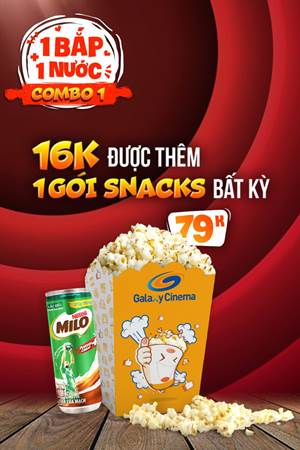 1 BẮP
+ 1 NƯỚC
COMBO 1
16K ĐƯỢC THÊM
1 GÓI SNACKS BẤT KỲ
79K
Galaxy Cinema
Nestlé
MILO